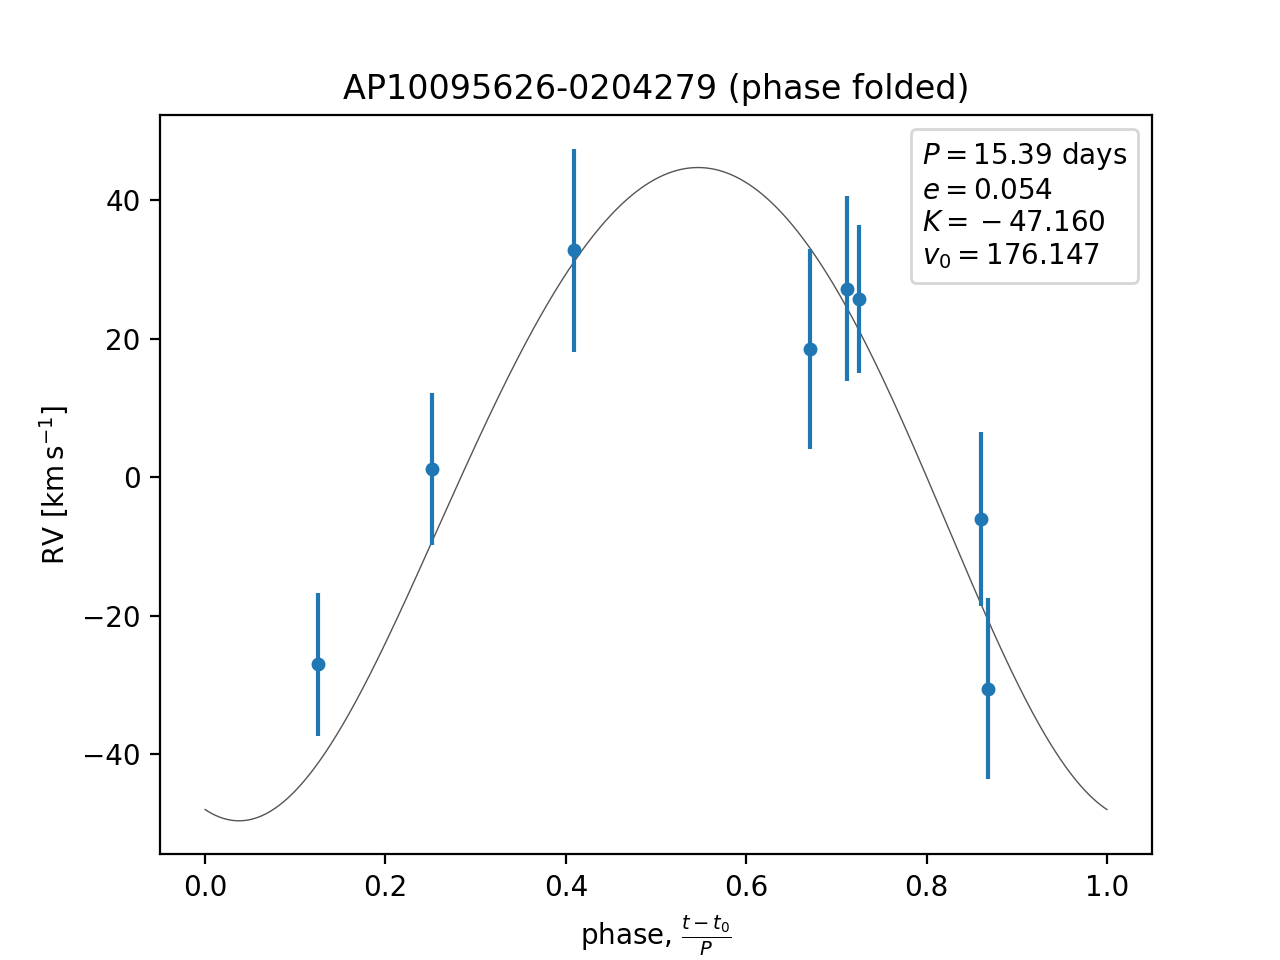 AP10095626-0204279 (phase folded)
P = 15.39 days
e = 0.054
K = −47.160
v₀ = 176.147
RV [km s⁻¹]
40
20
0
−20
−40
0.0 0.2 0.4 0.6 0.8 1.0
phase, (t − t₀)/P